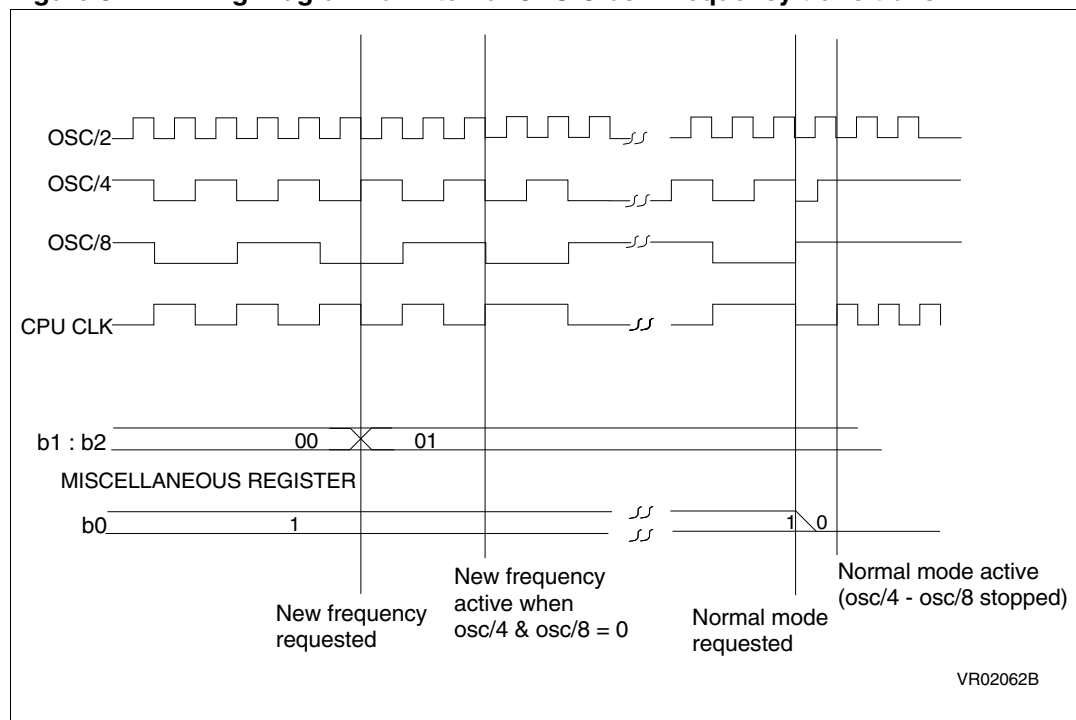 OSC/2
OSC/4
OSC/8
CPU CLK
b1 : b2
00
01
MISCELLANEOUS REGISTER
b0
1
1
0
New frequency
requested
New frequency
active when
osc/4 & osc/8 = 0
Normal mode
requested
Normal mode active
(osc/4 - osc/8 stopped)
VR02062B